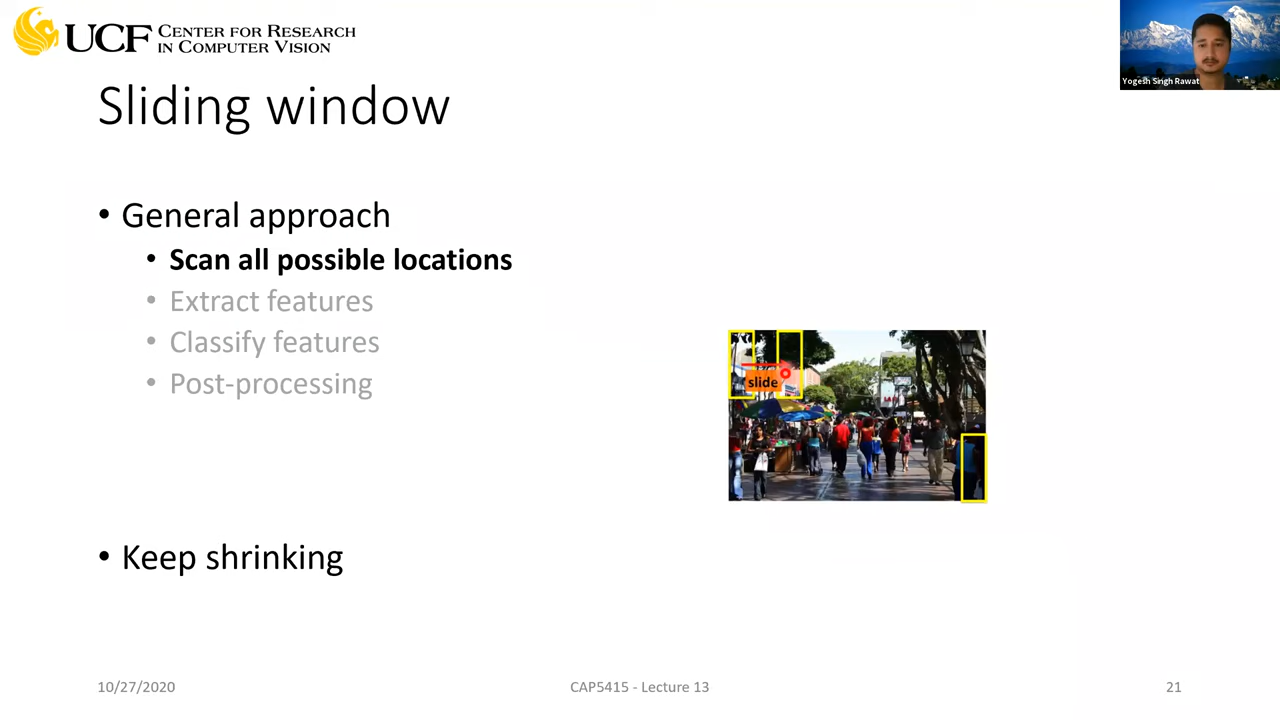 UCF CENTER FOR RESEARCH
IN COMPUTER VISION
Yogesh Singh Rawat
Sliding window
• General approach
• Scan all possible locations
• Extract features
• Classify features
• Post-processing
slide
• Keep shrinking
10/27/2020
CAP5415 - Lecture 13
21